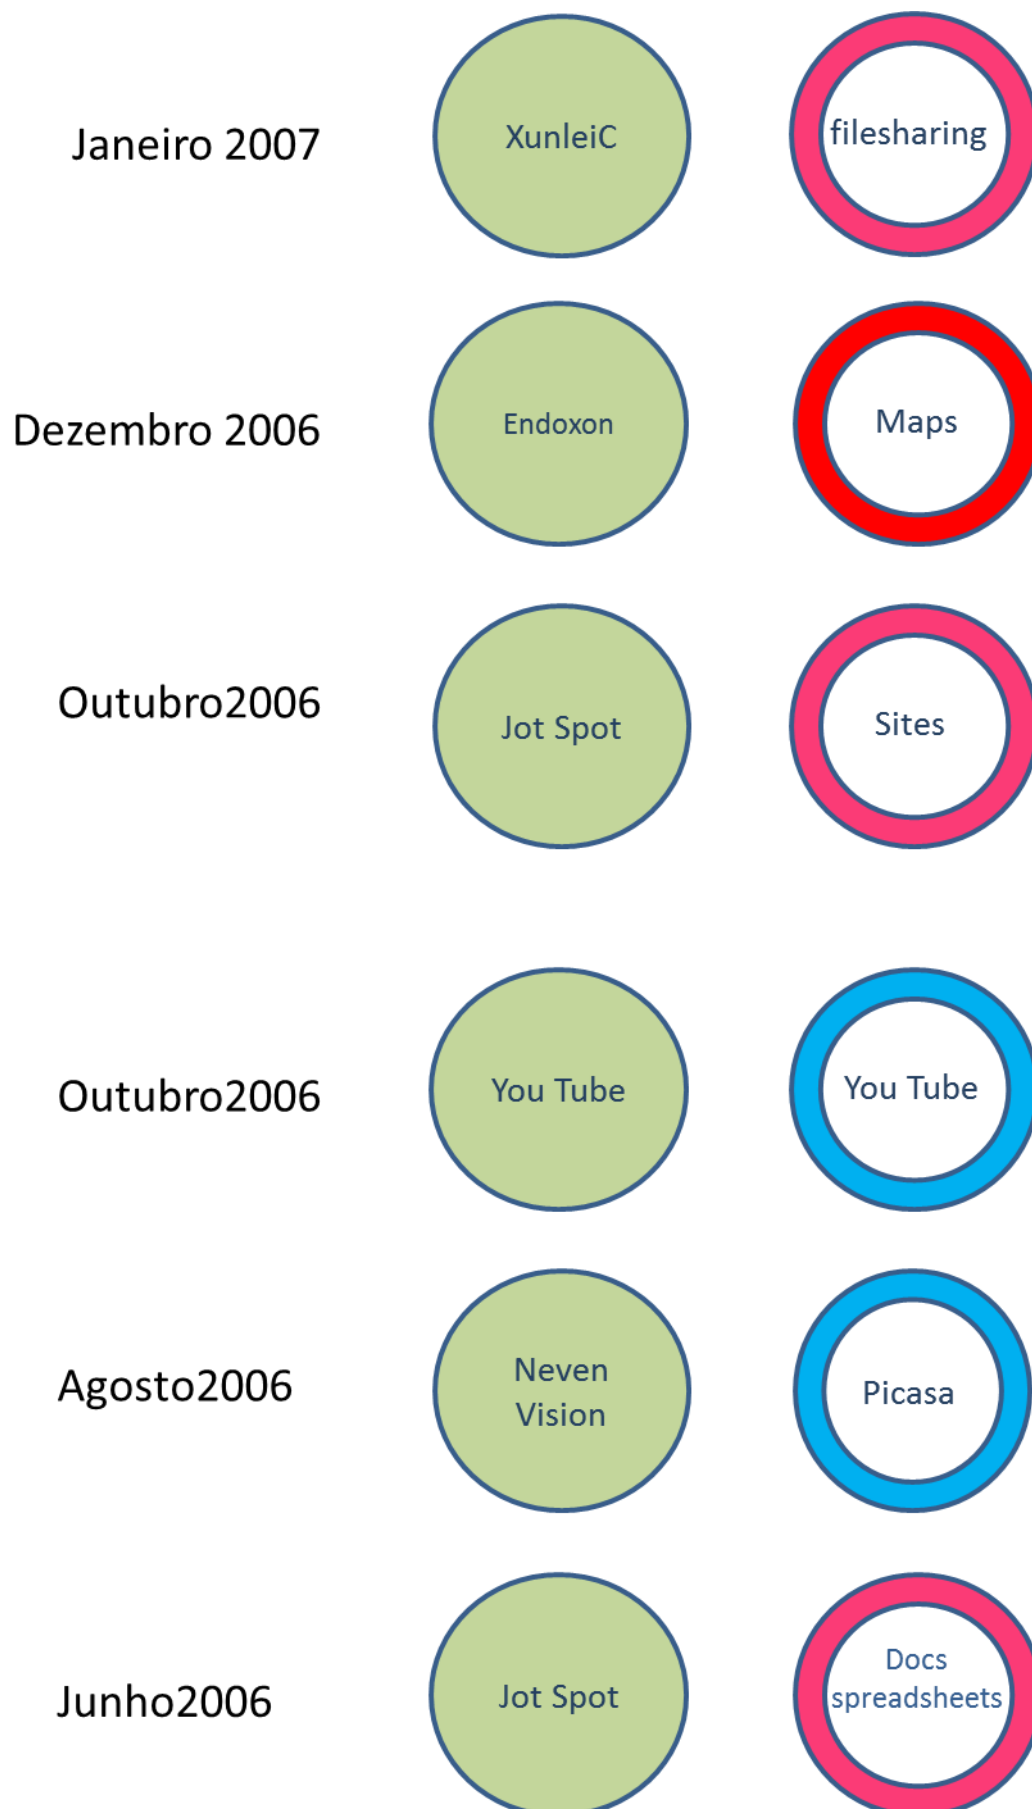 Janeiro 2007
XunleiC
filesharing
Dezembro 2006
Endoxon
Maps
Outubro2006
Jot Spot
Sites
Outubro2006
You Tube
You Tube
Agosto2006
Neven
Vision
Picasa
Junho2006
Jot Spot
Docs
spreadsheets